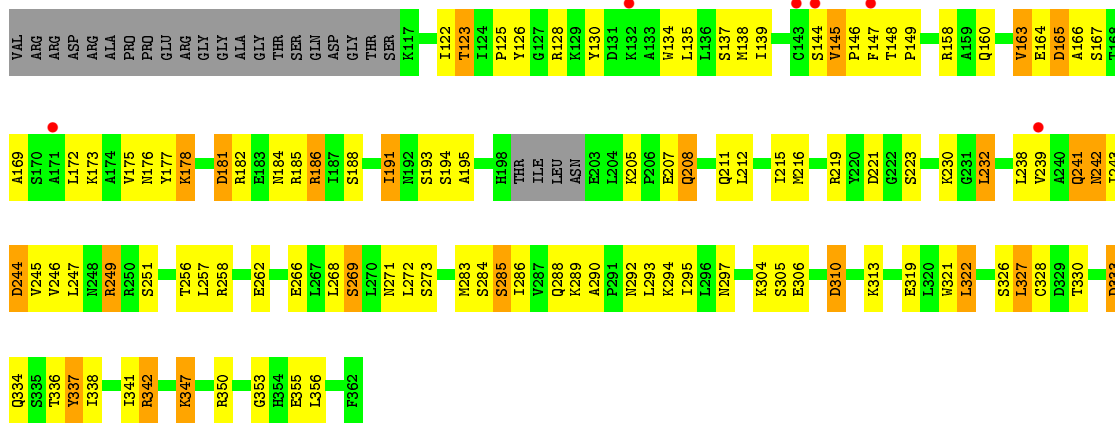 VAL ARG ARG ASP ARG ALA PRO PRO GLU ARG GLY GLY ALA GLY THR SER GLN ASP GLY THR SER K117 I122 T123 I124 P125 Y126 G127 R128 K129 Y130 D131 K132 A133 W134 L135 L136 S137 M138 I139 C143 S144 V145 P146 F147 T148 P149 R158 A159 Q160 V163 E164 D165 A166 S167 T168
A169 S170 A171 L172 K173 A174 V175 N176 Y177 K178 D181 R182 E183 N184 R185 R186 I187 S188 I191 N192 S193 S194 A195 H198 THR ILE LEU ASN E203 L204 K205 P206 E207 Q208 Q211 L212 I215 M216 R219 Y220 D221 G222 S223 K230 G231 L232 L238 V239 A240 Q241 N242 I243
D244 V245 V246 L247 N248 R249 R250 S251 T256 L257 R258 E262 E266 L267 L268 S269 L270 N271 L272 S273 M283 S284 S285 I286 V287 Q288 K289 A290 P291 N292 L293 K294 I295 L296 N297 K304 S305 E306 D310 K313 E319 L320 W321 L322 S326 L327 C328 D329 T330 D333
Q334 S335 T336 Y337 I338 I341 R342 K347 R350 G353 H354 E355 L356 F362